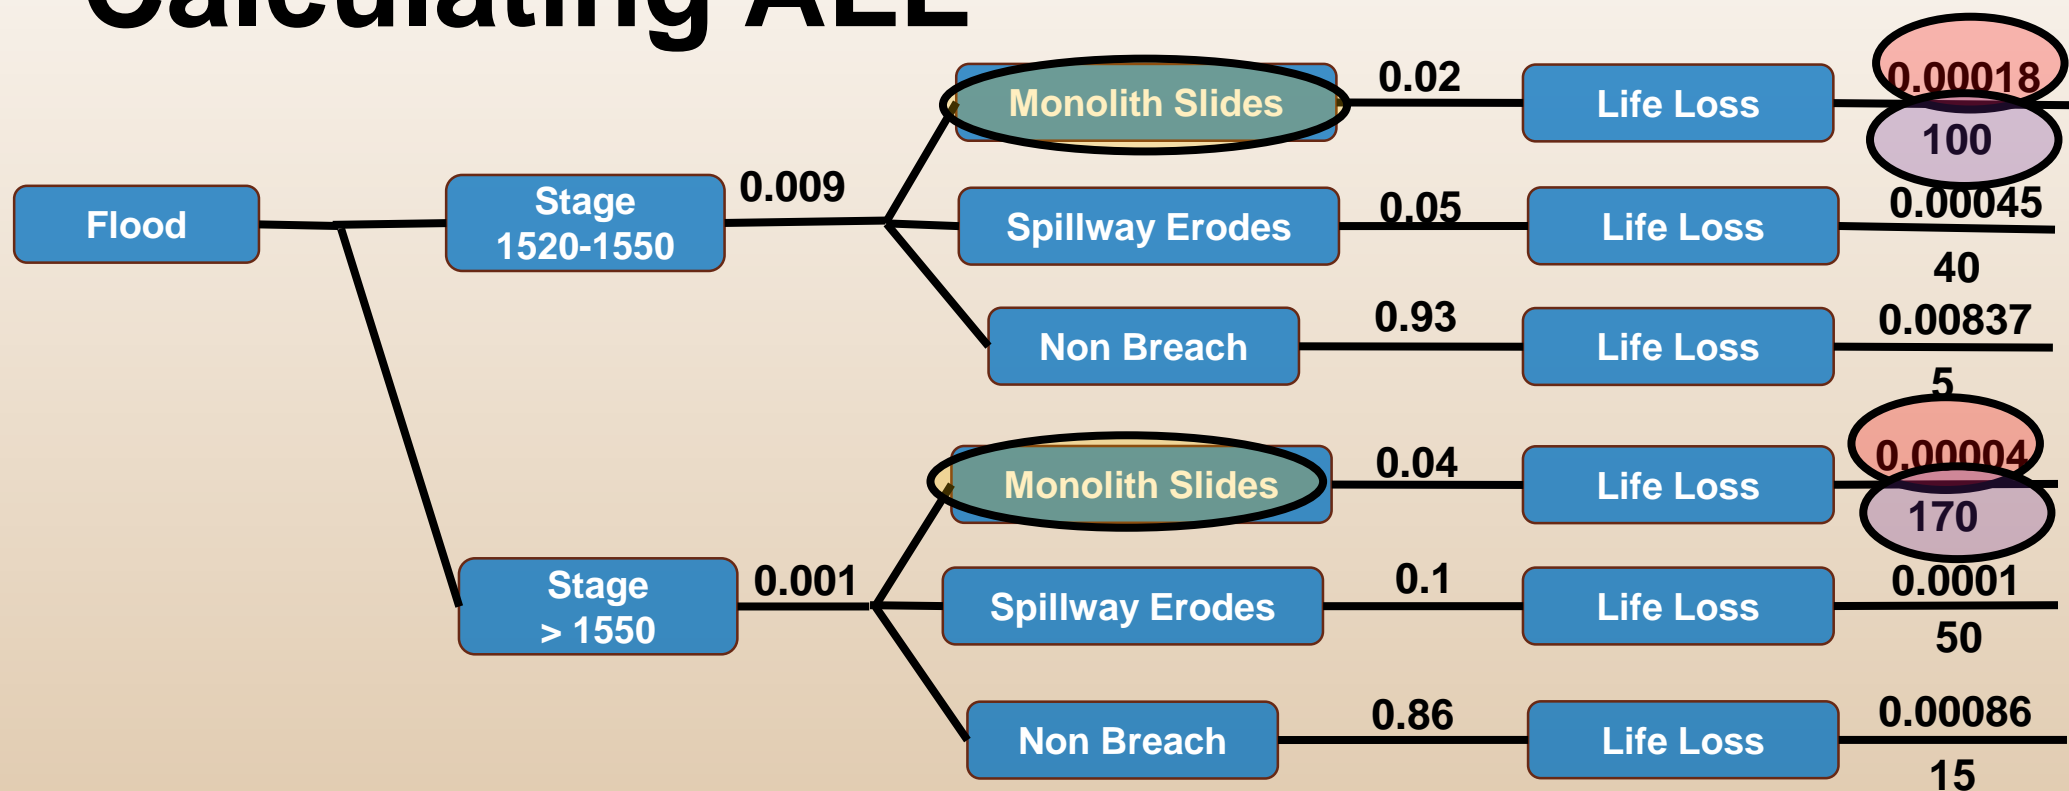 Calculating ALL
Flood
Stage
1520-1550
0.009
Monolith Slides
0.02
Life Loss
0.00018
100
Spillway Erodes
0.05
Life Loss
0.00045
40
Non Breach
0.93
Life Loss
0.00837
5
Stage
> 1550
0.001
Monolith Slides
0.04
Life Loss
0.00004
170
Spillway Erodes
0.1
Life Loss
0.0001
50
Non Breach
0.86
Life Loss
0.00086
15